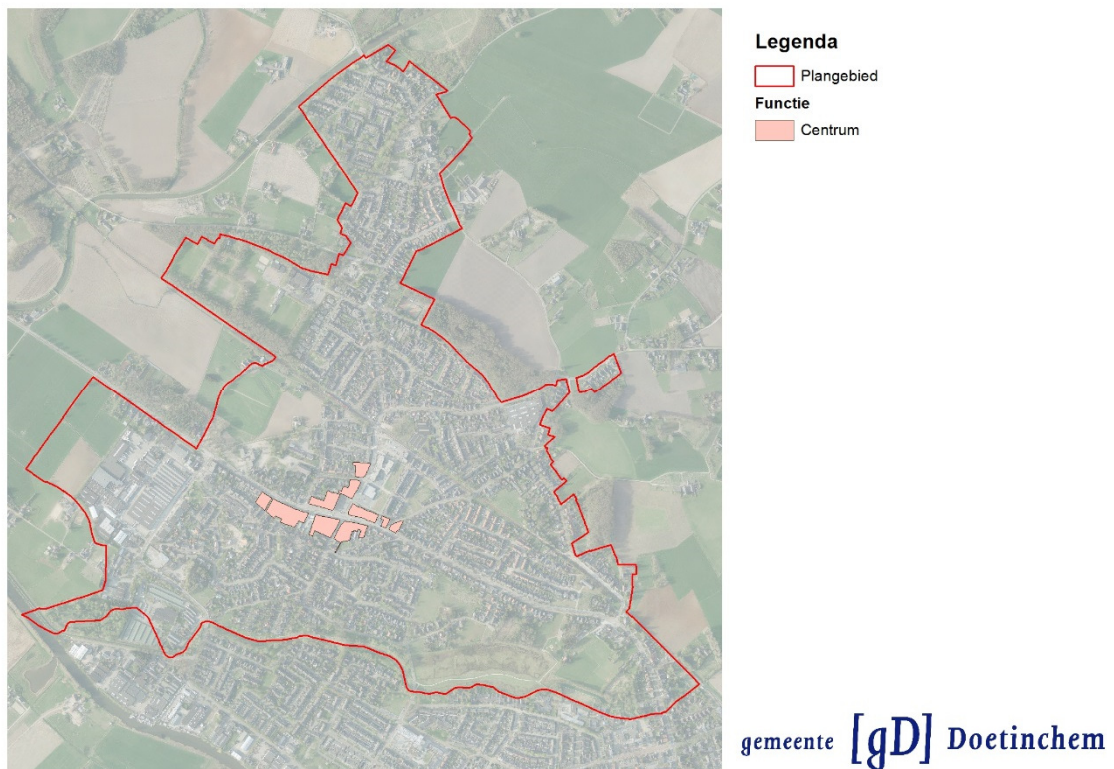 Legenda
Plangebied
Functie
Centrum
gemeente [gD] Doetinchem